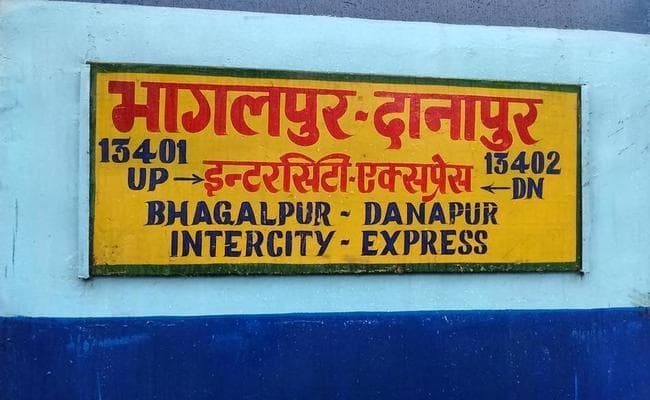 भागलपुर-दानापुर
13401 UP→ इन्टरसिटी-एक्सप्रेस ←13402 DN
BHAGALPUR - DANAPUR
INTERCITY - EXPRESS